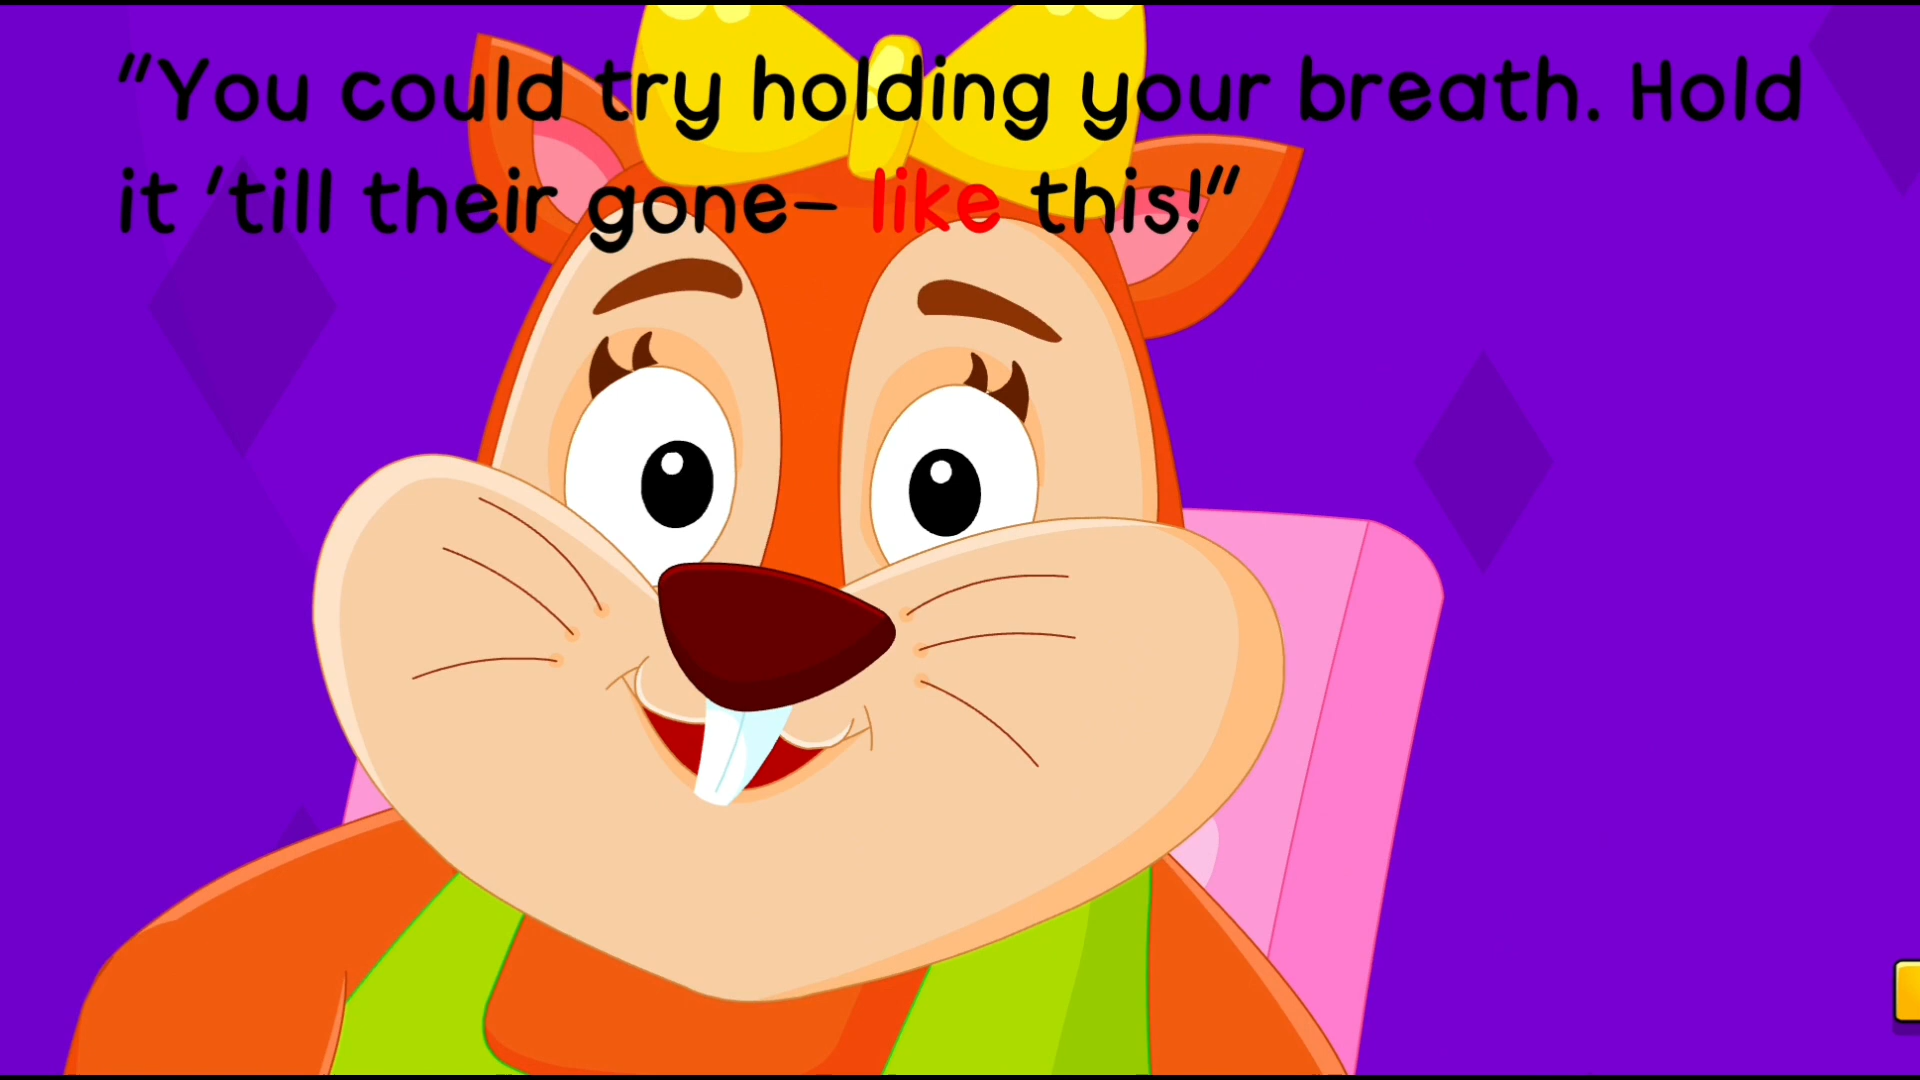 “You could try holding your breath. Hold
it ’till their gone– like this!”